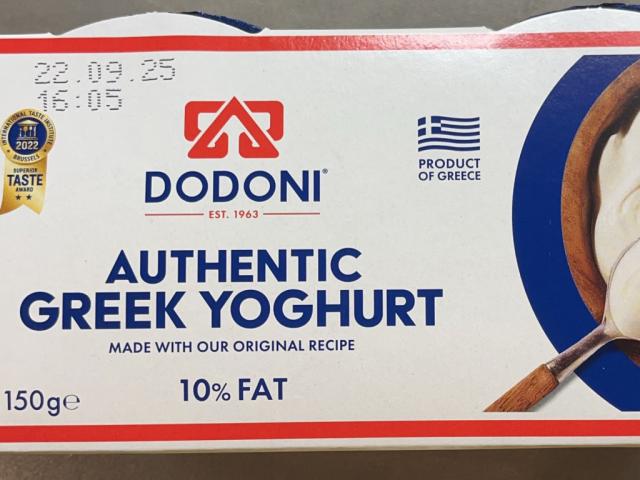 22.09.25
16:05
INTERNATIONAL TASTE INSTITUTE
2022
BRUSSELS
SUPERIOR
TASTE
AWARD
DODONI®
EST. 1963
PRODUCT
OF GREECE
AUTHENTIC
GREEK YOGHURT
MADE WITH OUR ORIGINAL RECIPE
150g℮
10% FAT